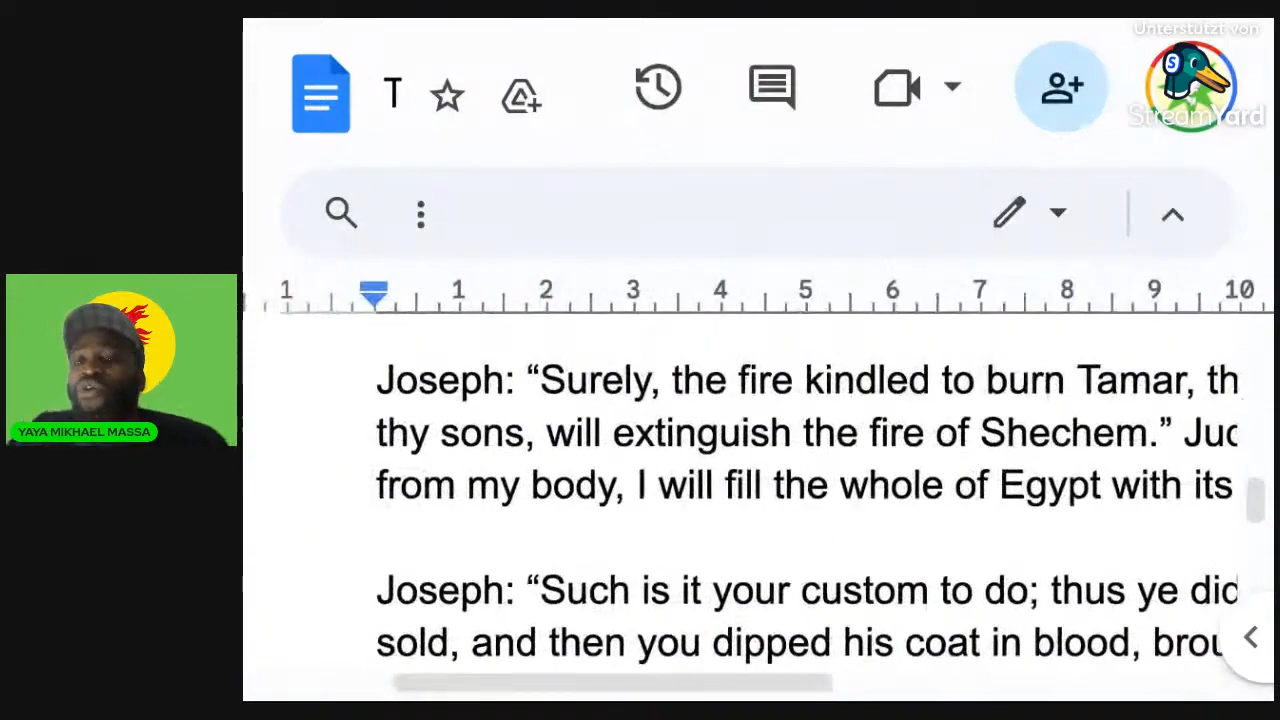 Unterstützt von
StreamYard
T
1 1 2 3 4 5 6 7 8 9 10
Joseph: “Surely, the fire kindled to burn Tamar, th
thy sons, will extinguish the fire of Shechem.” Jud
from my body, I will fill the whole of Egypt with its
Joseph: “Such is it your custom to do; thus ye did
sold, and then you dipped his coat in blood, brou
YAYA MIKHAEL MASSA